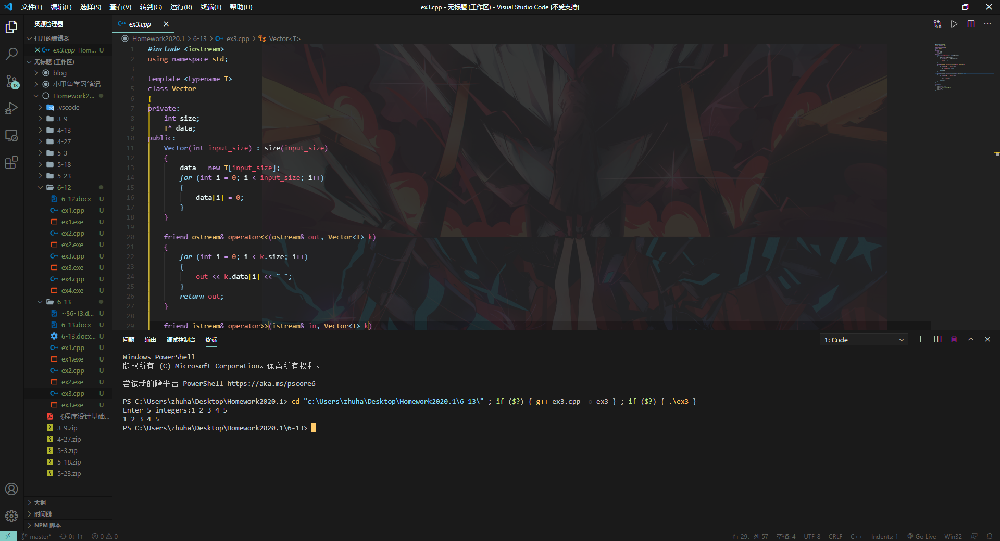 文件(F) 编辑(E) 选择(S) 查看(V) 转到(G) 运行(R) 终端(T) 帮助(H)
ex3.cpp - 无标题 (工作区) - Visual Studio Code [不受支持]
资源管理器
打开的编辑器
ex3.cpp Hom... U
无标题 (工作区)
blog
小甲鱼学习笔记
Homework2...
.vscode
3-9
4-13
4-27
5-3
5-18
5-23
6-12
6-12.docx U
ex1.cpp U
ex1.exe U
ex2.cpp U
ex2.exe U
ex3.cpp U
ex3.exe U
ex4.cpp U
ex4.exe U
6-13
~$6-13.d... U
6-13.docx U
6-13.docx... U
ex1.cpp U
ex1.exe U
ex2.cpp U
ex2.exe U
ex3.cpp U
ex3.exe U
《程序设计基础...
3-9.zip
4-27.zip
5-3.zip
5-18.zip
5-23.zip
大纲
时间线
NPM 脚本
18
ex3.cpp
Homework2020.1 > 6-13 > ex3.cpp > Vector<T>
1 #include <iostream>
2 using namespace std;
3
4 template <typename T>
5 class Vector
6 {
7 private:
8 int size;
9 T* data;
10 public:
11 Vector(int input_size) : size(input_size)
12 {
13 data = new T[input_size];
14 for (int i = 0; i < input_size; i++)
15 {
16 data[i] = 0;
17 }
18 }
19
20 friend ostream& operator<<(ostream& out, Vector<T> k)
21 {
22 for (int i = 0; i < k.size; i++)
23 {
24 out << k.data[i] << " ";
25 }
26 return out;
27 }
28
29 friend istream& operator>>(istream& in, Vector<T> k)
问题 输出 调试控制台 终端
1: Code
Windows PowerShell
版权所有 (C) Microsoft Corporation。保留所有权利。
尝试新的跨平台 PowerShell https://aka.ms/pscore6
PS C:\Users\zhuha\Desktop\Homework2020.1> cd "c:\Users\zhuha\Desktop\Homework2020.1\6-13\" ; if ($?) { g++ ex3.cpp -o ex3 } ; if ($?) { .\ex3 }
Enter 5 integers:1 2 3 4 5
1 2 3 4 5
PS C:\Users\zhuha\Desktop\Homework2020.1\6-13>
master* 0↓ 1↑ 0 0
行 29，列 57 空格: 4 UTF-8 CRLF C++ Indents: 1 Go Live Win32